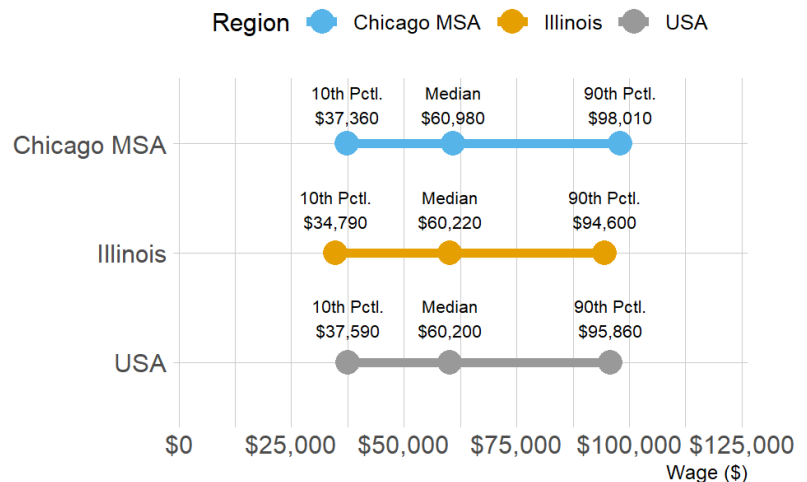 Region Chicago MSA Illinois USA
10th Pctl. Median 90th Pctl.
$37,360 $60,980 $98,010
Chicago MSA
10th Pctl. Median 90th Pctl.
$34,790 $60,220 $94,600
Illinois
10th Pctl. Median 90th Pctl.
$37,590 $60,200 $95,860
USA
$0 $25,000 $50,000 $75,000 $100,000 $125,000
Wage ($)